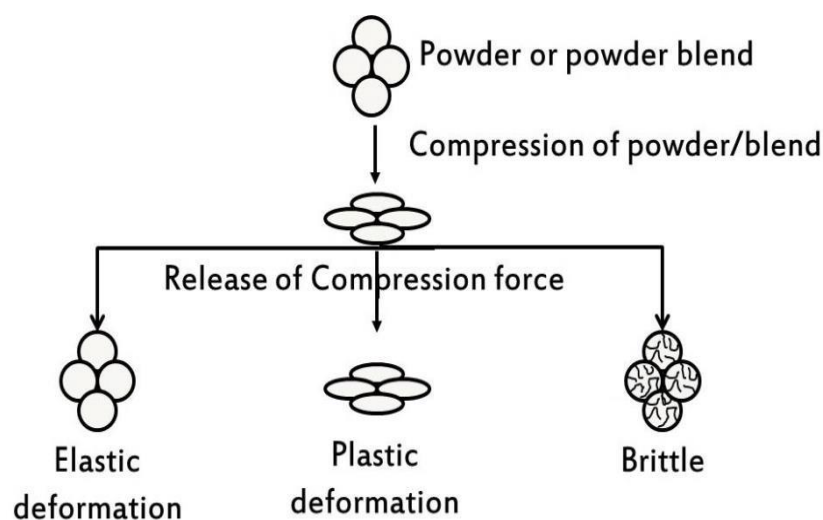 Powder or powder blend
Compression of powder/blend
Release of Compression force
Elastic
deformation
Plastic
deformation
Brittle